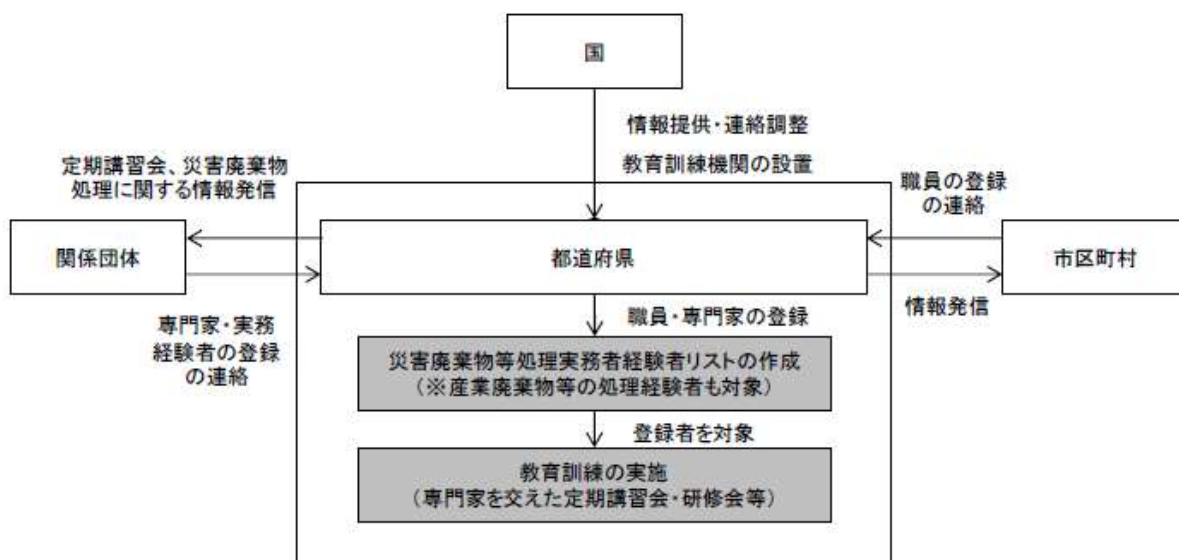 国
情報提供・連絡調整
教育訓練機関の設置
定期講習会、災害廃棄物
処理に関する情報発信
職員の登録
の連絡
関係団体
都道府県
市区町村
専門家・実務
経験者の登録
の連絡
職員・専門家の登録
情報発信
災害廃棄物等処理実務者経験者リストの作成
（※産業廃棄物等の処理経験者も対象）
登録者を対象
教育訓練の実施
（専門家を交えた定期講習会・研修会等）